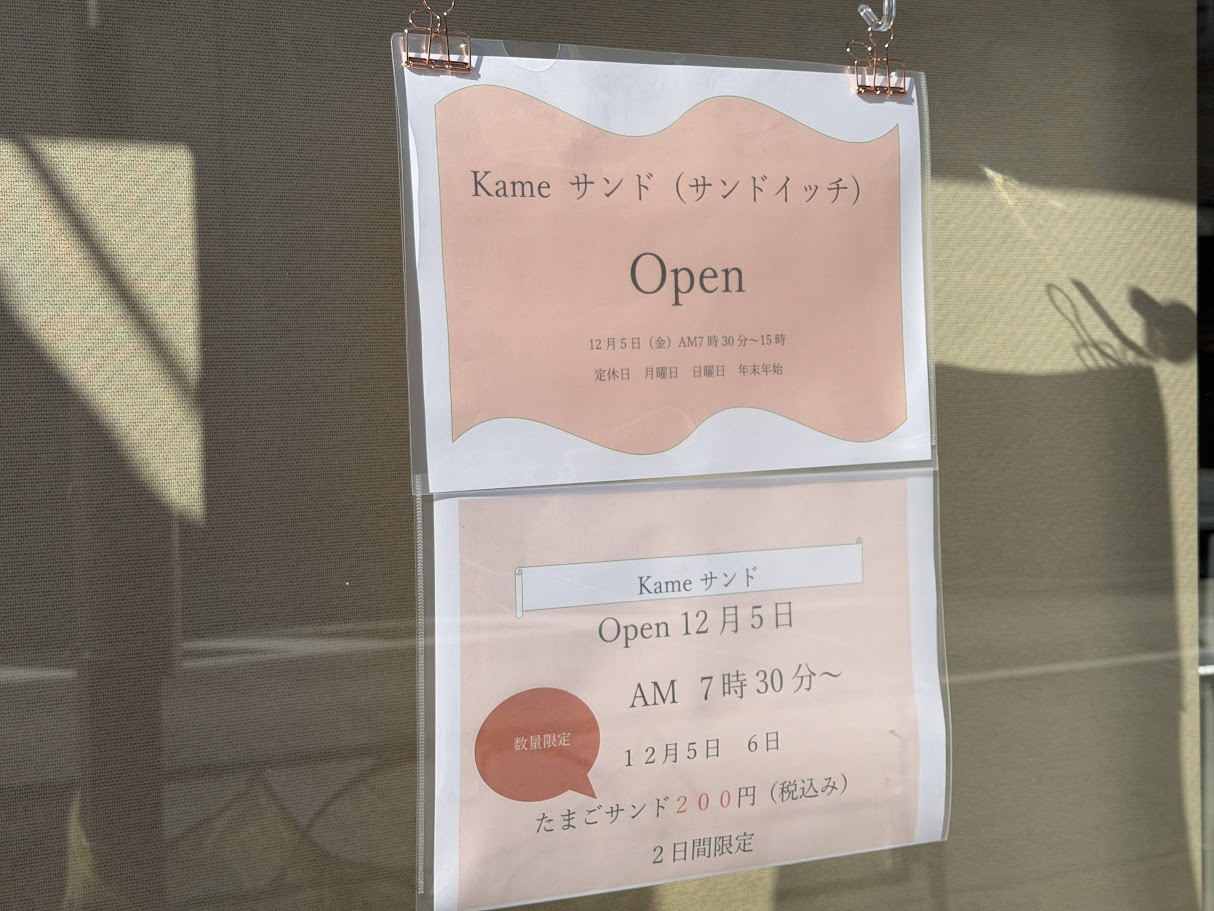 Kame サンド（サンドイッチ）
Open
12月5日（金）AM7時30分～15時
定休日　月曜日　日曜日　年末年始
Kame サンド
Open 12月5日
AM 7時30分～
数量限定
１２月５日　６日
たまごサンド２００円（税込み）
２日間限定